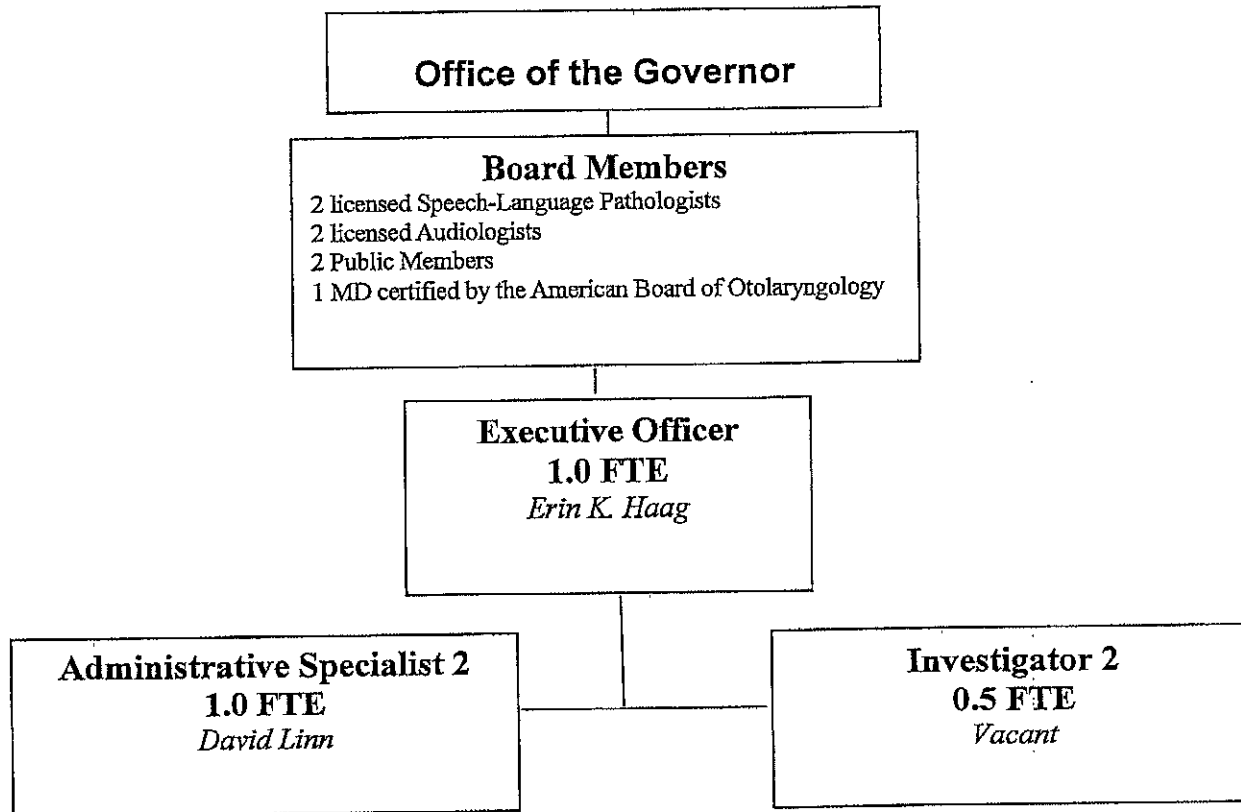 Office of the Governor
Board Members
2 licensed Speech-Language Pathologists
2 licensed Audiologists
2 Public Members
1 MD certified by the American Board of Otolaryngology
Executive Officer
1.0 FTE
Erin K. Haag
Administrative Specialist 2
1.0 FTE
David Linn
Investigator 2
0.5 FTE
Vacant